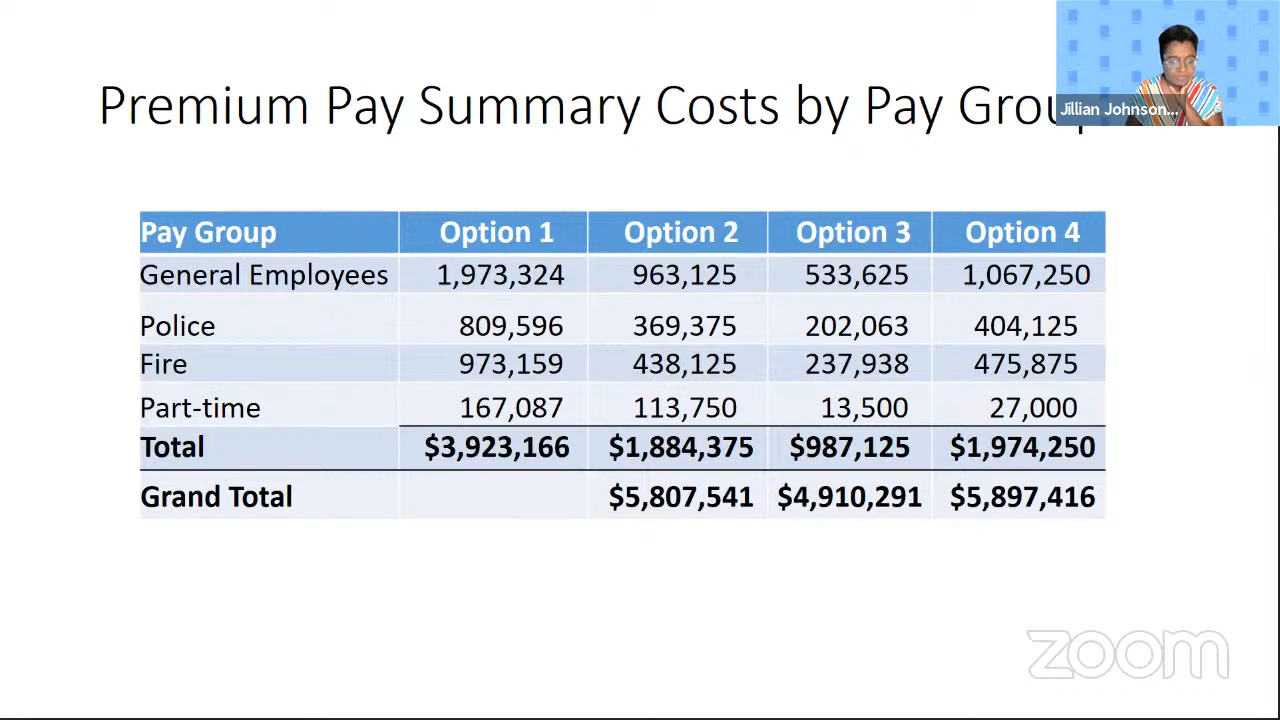 Premium Pay Summary Costs by Pay Group
Jillian Johnson...
Pay Group Option 1 Option 2 Option 3 Option 4
General Employees 1,973,324 963,125 533,625 1,067,250
Police 809,596 369,375 202,063 404,125
Fire 973,159 438,125 237,938 475,875
Part-time 167,087 113,750 13,500 27,000
Total $3,923,166 $1,884,375 $987,125 $1,974,250
Grand Total $5,807,541 $4,910,291 $5,897,416
zoom